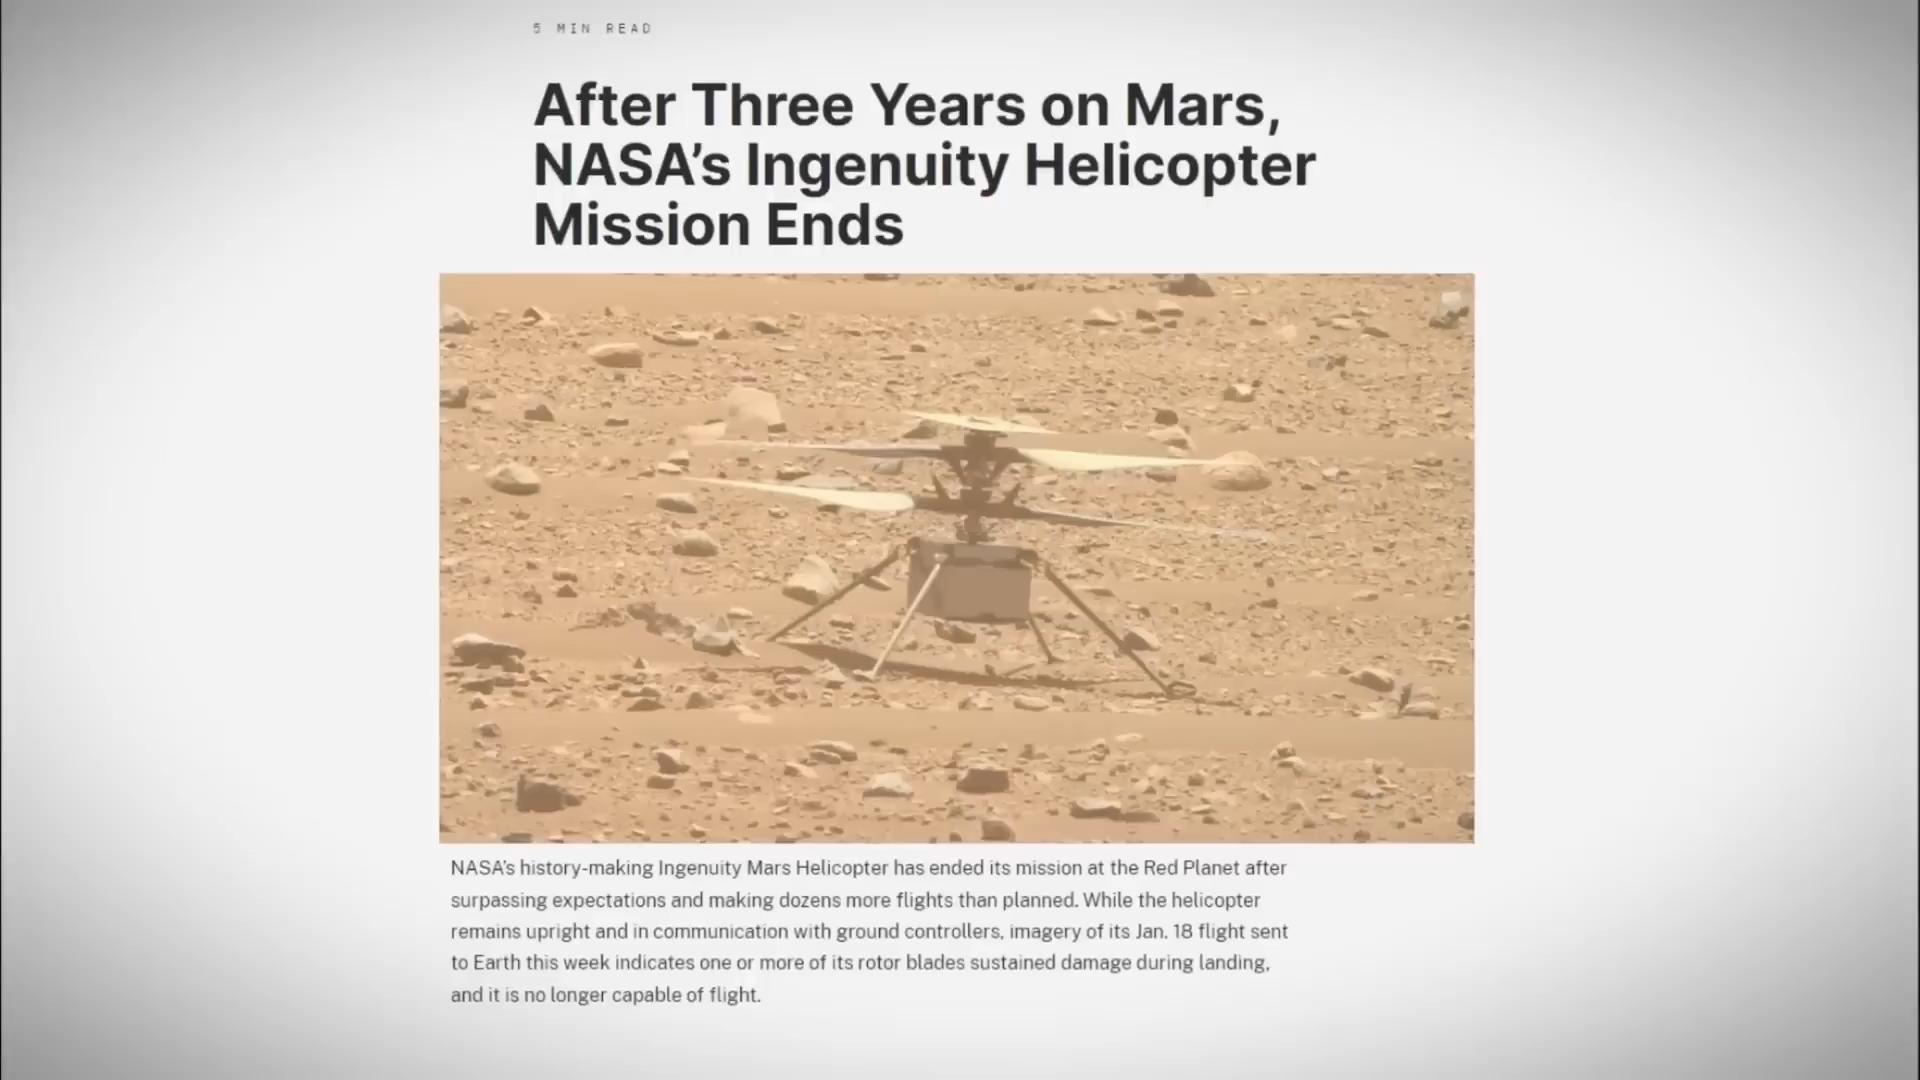 5 MIN READ
After Three Years on Mars,
NASA’s Ingenuity Helicopter
Mission Ends
NASA’s history-making Ingenuity Mars Helicopter has ended its mission at the Red Planet after
surpassing expectations and making dozens more flights than planned. While the helicopter
remains upright and in communication with ground controllers, imagery of its Jan. 18 flight sent
to Earth this week indicates one or more of its rotor blades sustained damage during landing,
and it is no longer capable of flight.